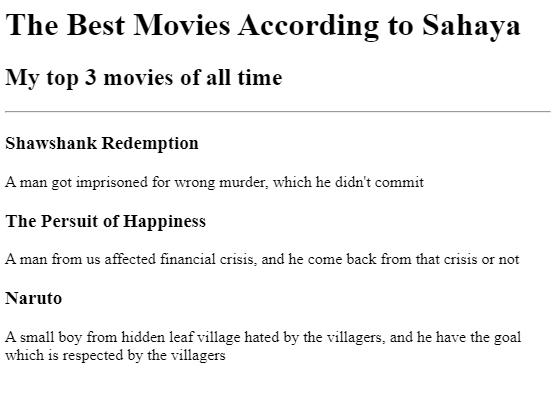 The Best Movies According to Sahaya
My top 3 movies of all time
Shawshank Redemption
A man got imprisoned for wrong murder, which he didn't commit
The Persuit of Happiness
A man from us affected financial crisis, and he come back from that crisis or not
Naruto
A small boy from hidden leaf village hated by the villagers, and he have the goal
which is respected by the villagers